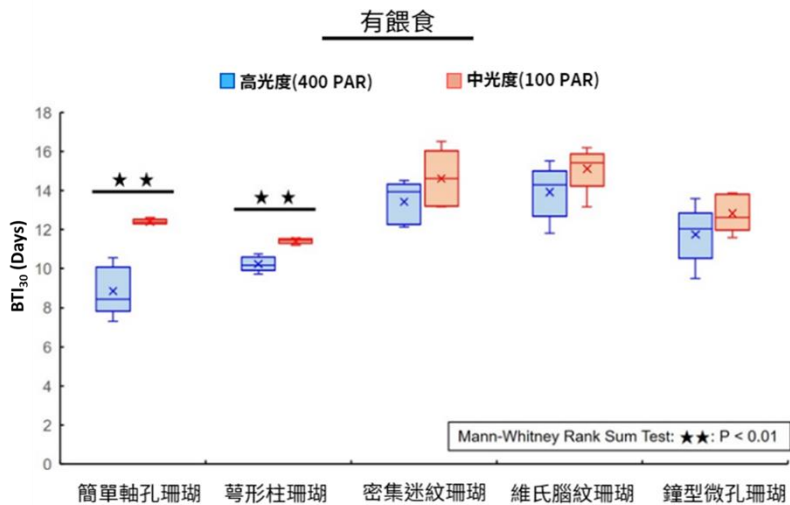 有餵食
高光度(400 PAR) 中光度(100 PAR)
BTI₃₀ (Days)
18
16
14
12
10
8
6
4
2
0
★ ★
★ ★
Mann-Whitney Rank Sum Test: ★★: P < 0.01
簡單軸孔珊瑚 萼形柱珊瑚 密集迷紋珊瑚 維氏腦紋珊瑚 鐘型微孔珊瑚